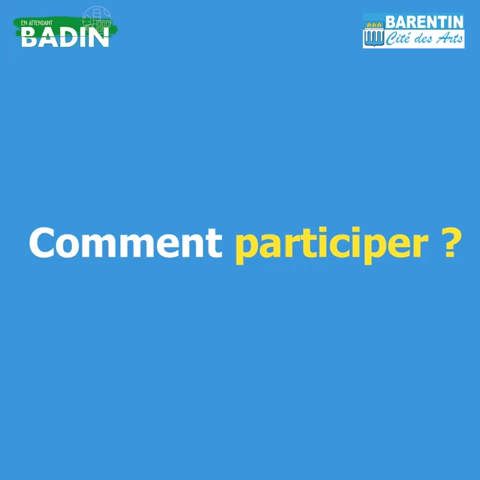 EN ATTENDANT
BADIN
BARENTIN
Cité des Arts
Comment participer ?